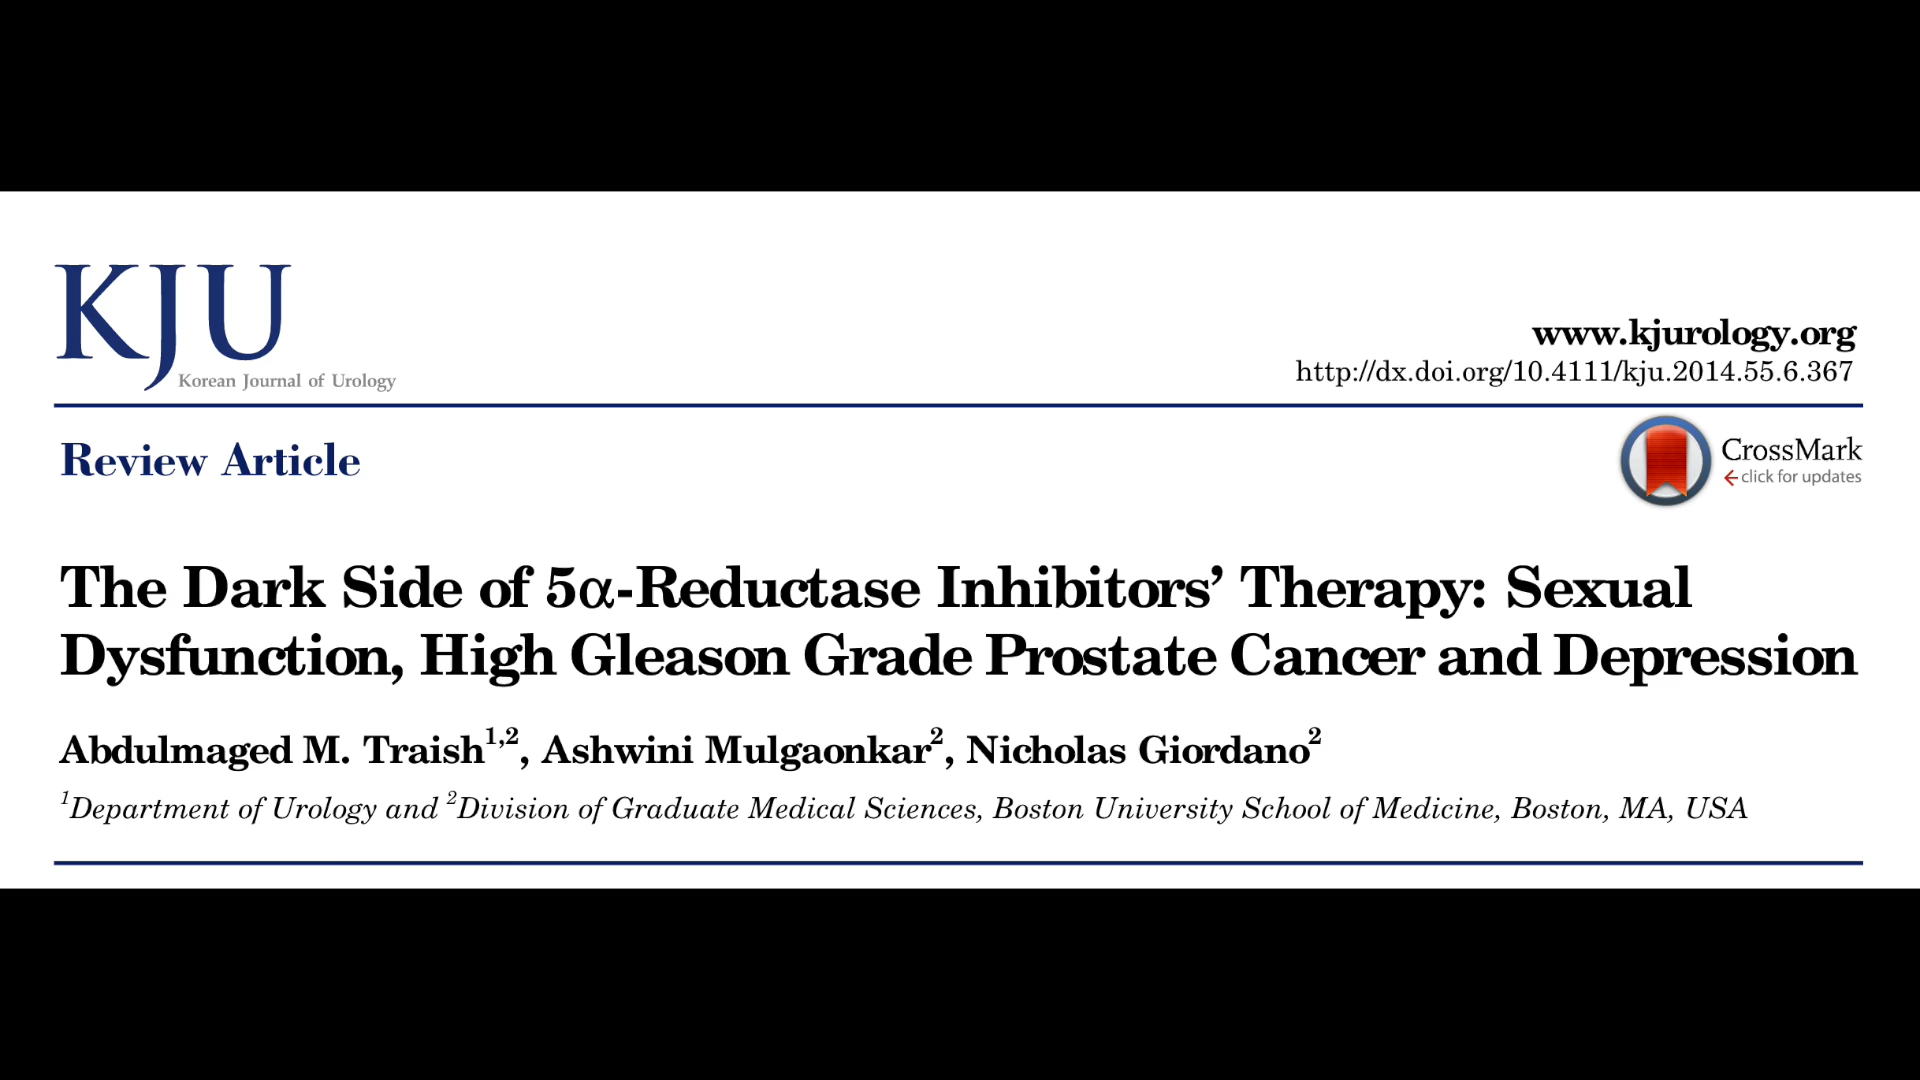 KJU
Korean Journal of Urology
www.kjurology.org
http://dx.doi.org/10.4111/kju.2014.55.6.367
Review Article
CrossMark
click for updates
The Dark Side of 5α-Reductase Inhibitors’ Therapy: Sexual
Dysfunction, High Gleason Grade Prostate Cancer and Depression
Abdulmaged M. Traish1,2, Ashwini Mulgaonkar2, Nicholas Giordano2
1Department of Urology and 2Division of Graduate Medical Sciences, Boston University School of Medicine, Boston, MA, USA